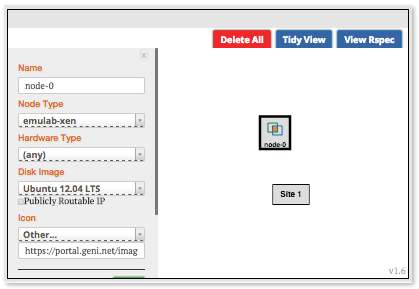 Delete All
Tidy View
View Rspec
Name
node-0
Node Type
emulab-xen
Hardware Type
(any)
Disk Image
Ubuntu 12.04 LTS
Publicly Routable IP
Icon
Other...
https://portal.geni.net/imag
node-0
Site 1
v1.6